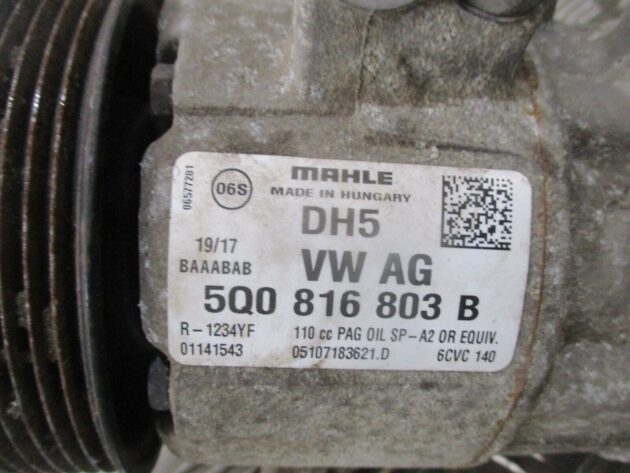 06577281
06S
MAHLE
MADE IN HUNGARY
DH5
19/17
BAAABAB
VW AG
5Q0 816 803 B
R-1234YF 110 cc PAG OIL SP-A2 OR EQUIV.
01141543 05107183621.D 6CVC 140